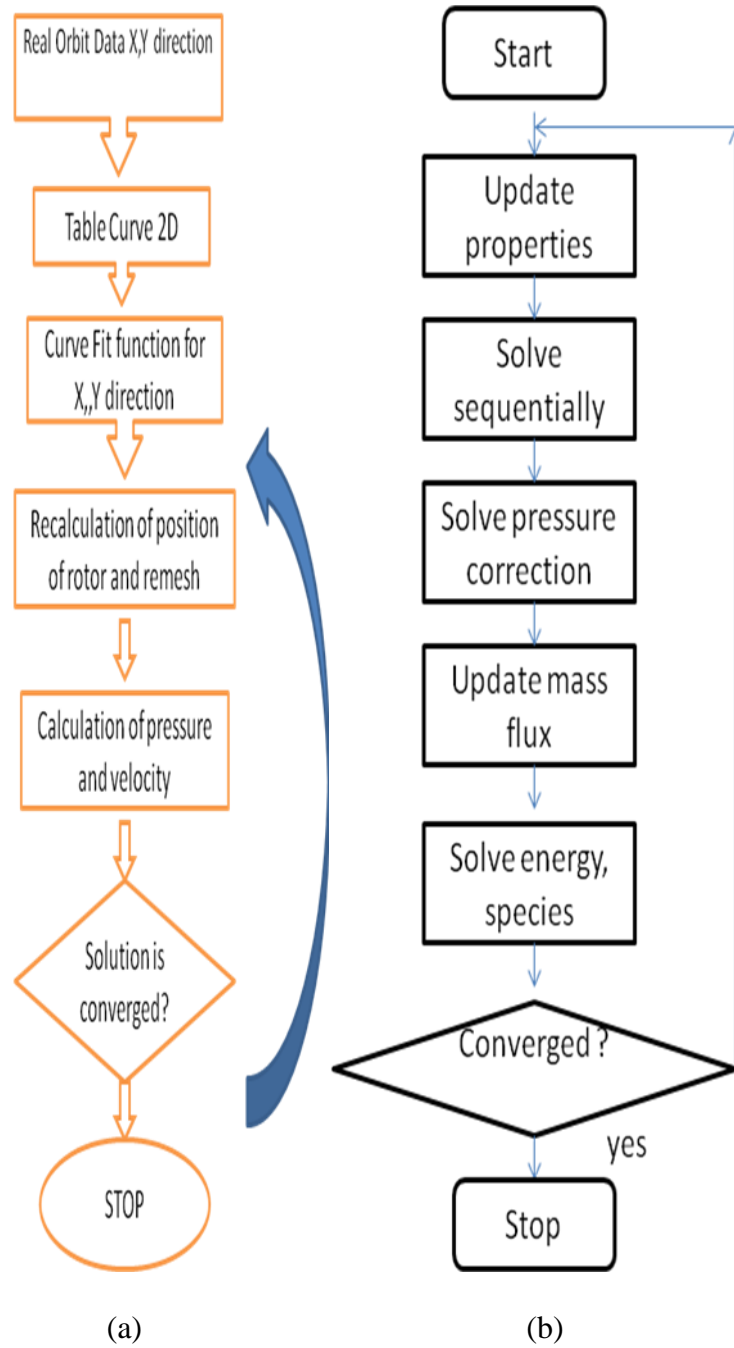 Real Orbit Data X,Y direction
Table Curve 2D
Curve Fit function for
X,,Y direction
Recalculation of position
of rotor and remesh
Calculation of pressure
and velocity
Solution is
converged?
STOP
(a)
Start
Update
properties
Solve
sequentially
Solve pressure
correction
Update mass
flux
Solve energy,
species
Converged ?
yes
Stop
(b)